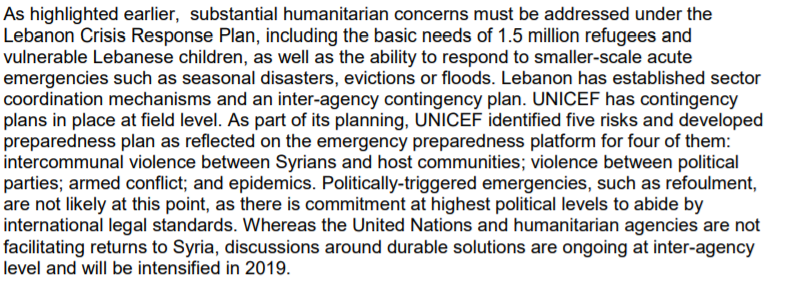 As highlighted earlier,  substantial humanitarian concerns must be addressed under the
Lebanon Crisis Response Plan, including the basic needs of 1.5 million refugees and
vulnerable Lebanese children, as well as the ability to respond to smaller-scale acute
emergencies such as seasonal disasters, evictions or floods. Lebanon has established sector
coordination mechanisms and an inter-agency contingency plan. UNICEF has contingency
plans in place at field level. As part of its planning, UNICEF identified five risks and developed
preparedness plan as reflected on the emergency preparedness platform for four of them:
intercommunal violence between Syrians and host communities; violence between political
parties; armed conflict; and epidemics. Politically-triggered emergencies, such as refoulment,
are not likely at this point, as there is commitment at highest political levels to abide by
international legal standards. Whereas the United Nations and humanitarian agencies are not
facilitating returns to Syria, discussions around durable solutions are ongoing at inter-agency
level and will be intensified in 2019.